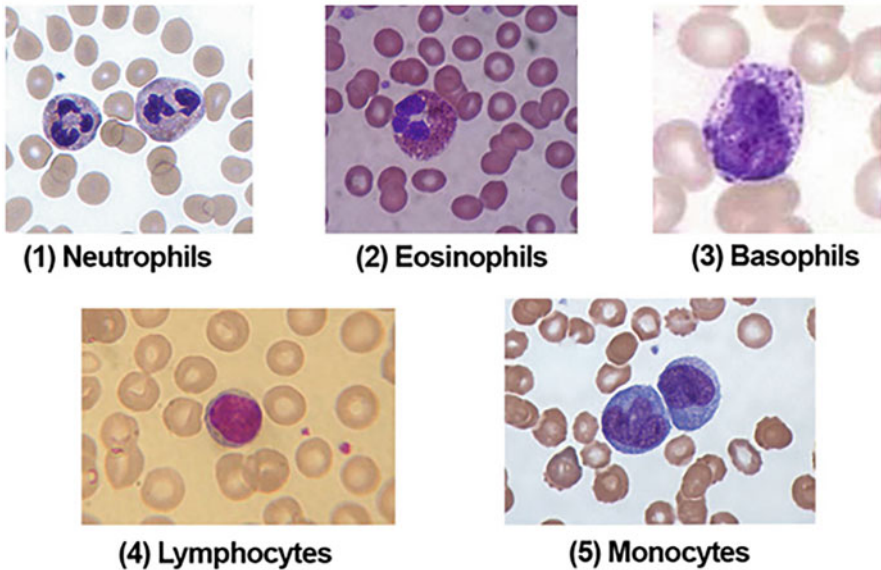 (1) Neutrophils
(2) Eosinophils
(3) Basophils
(4) Lymphocytes
(5) Monocytes